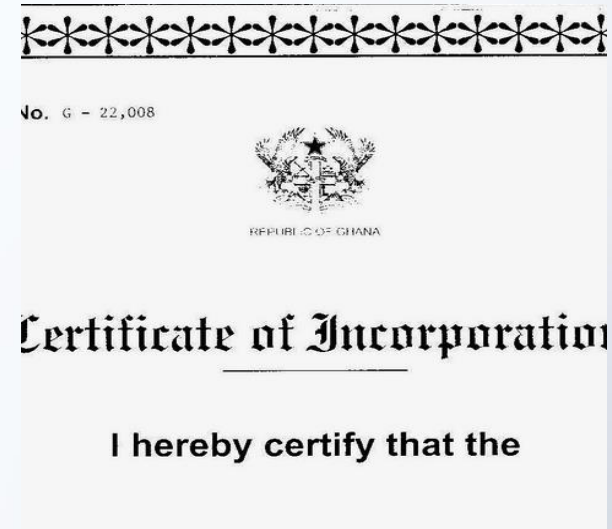 No. G - 22,008
REPUBLIC OF GHANA
Certificate of Incorporation
I hereby certify that the